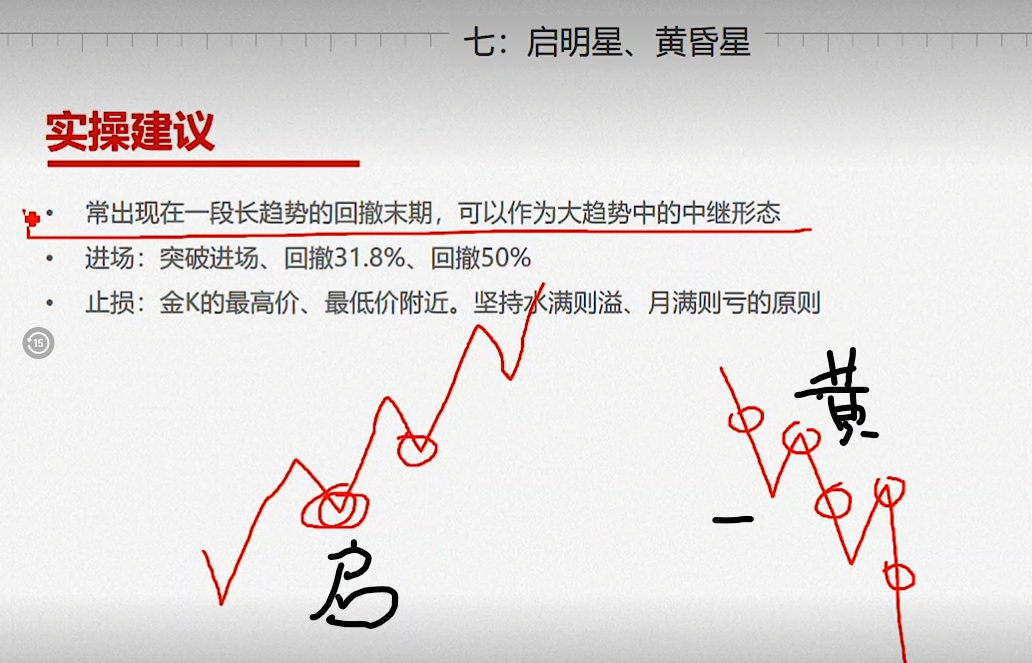 七：启明星、黄昏星
实操建议
• 常出现在一段长趋势的回撤末期，可以作为大趋势中的中继形态
• 进场：突破进场、回撤31.8%、回撤50%
• 止损：金K的最高价、最低价附近。坚持水满则溢、月满则亏的原则
15
黄
启